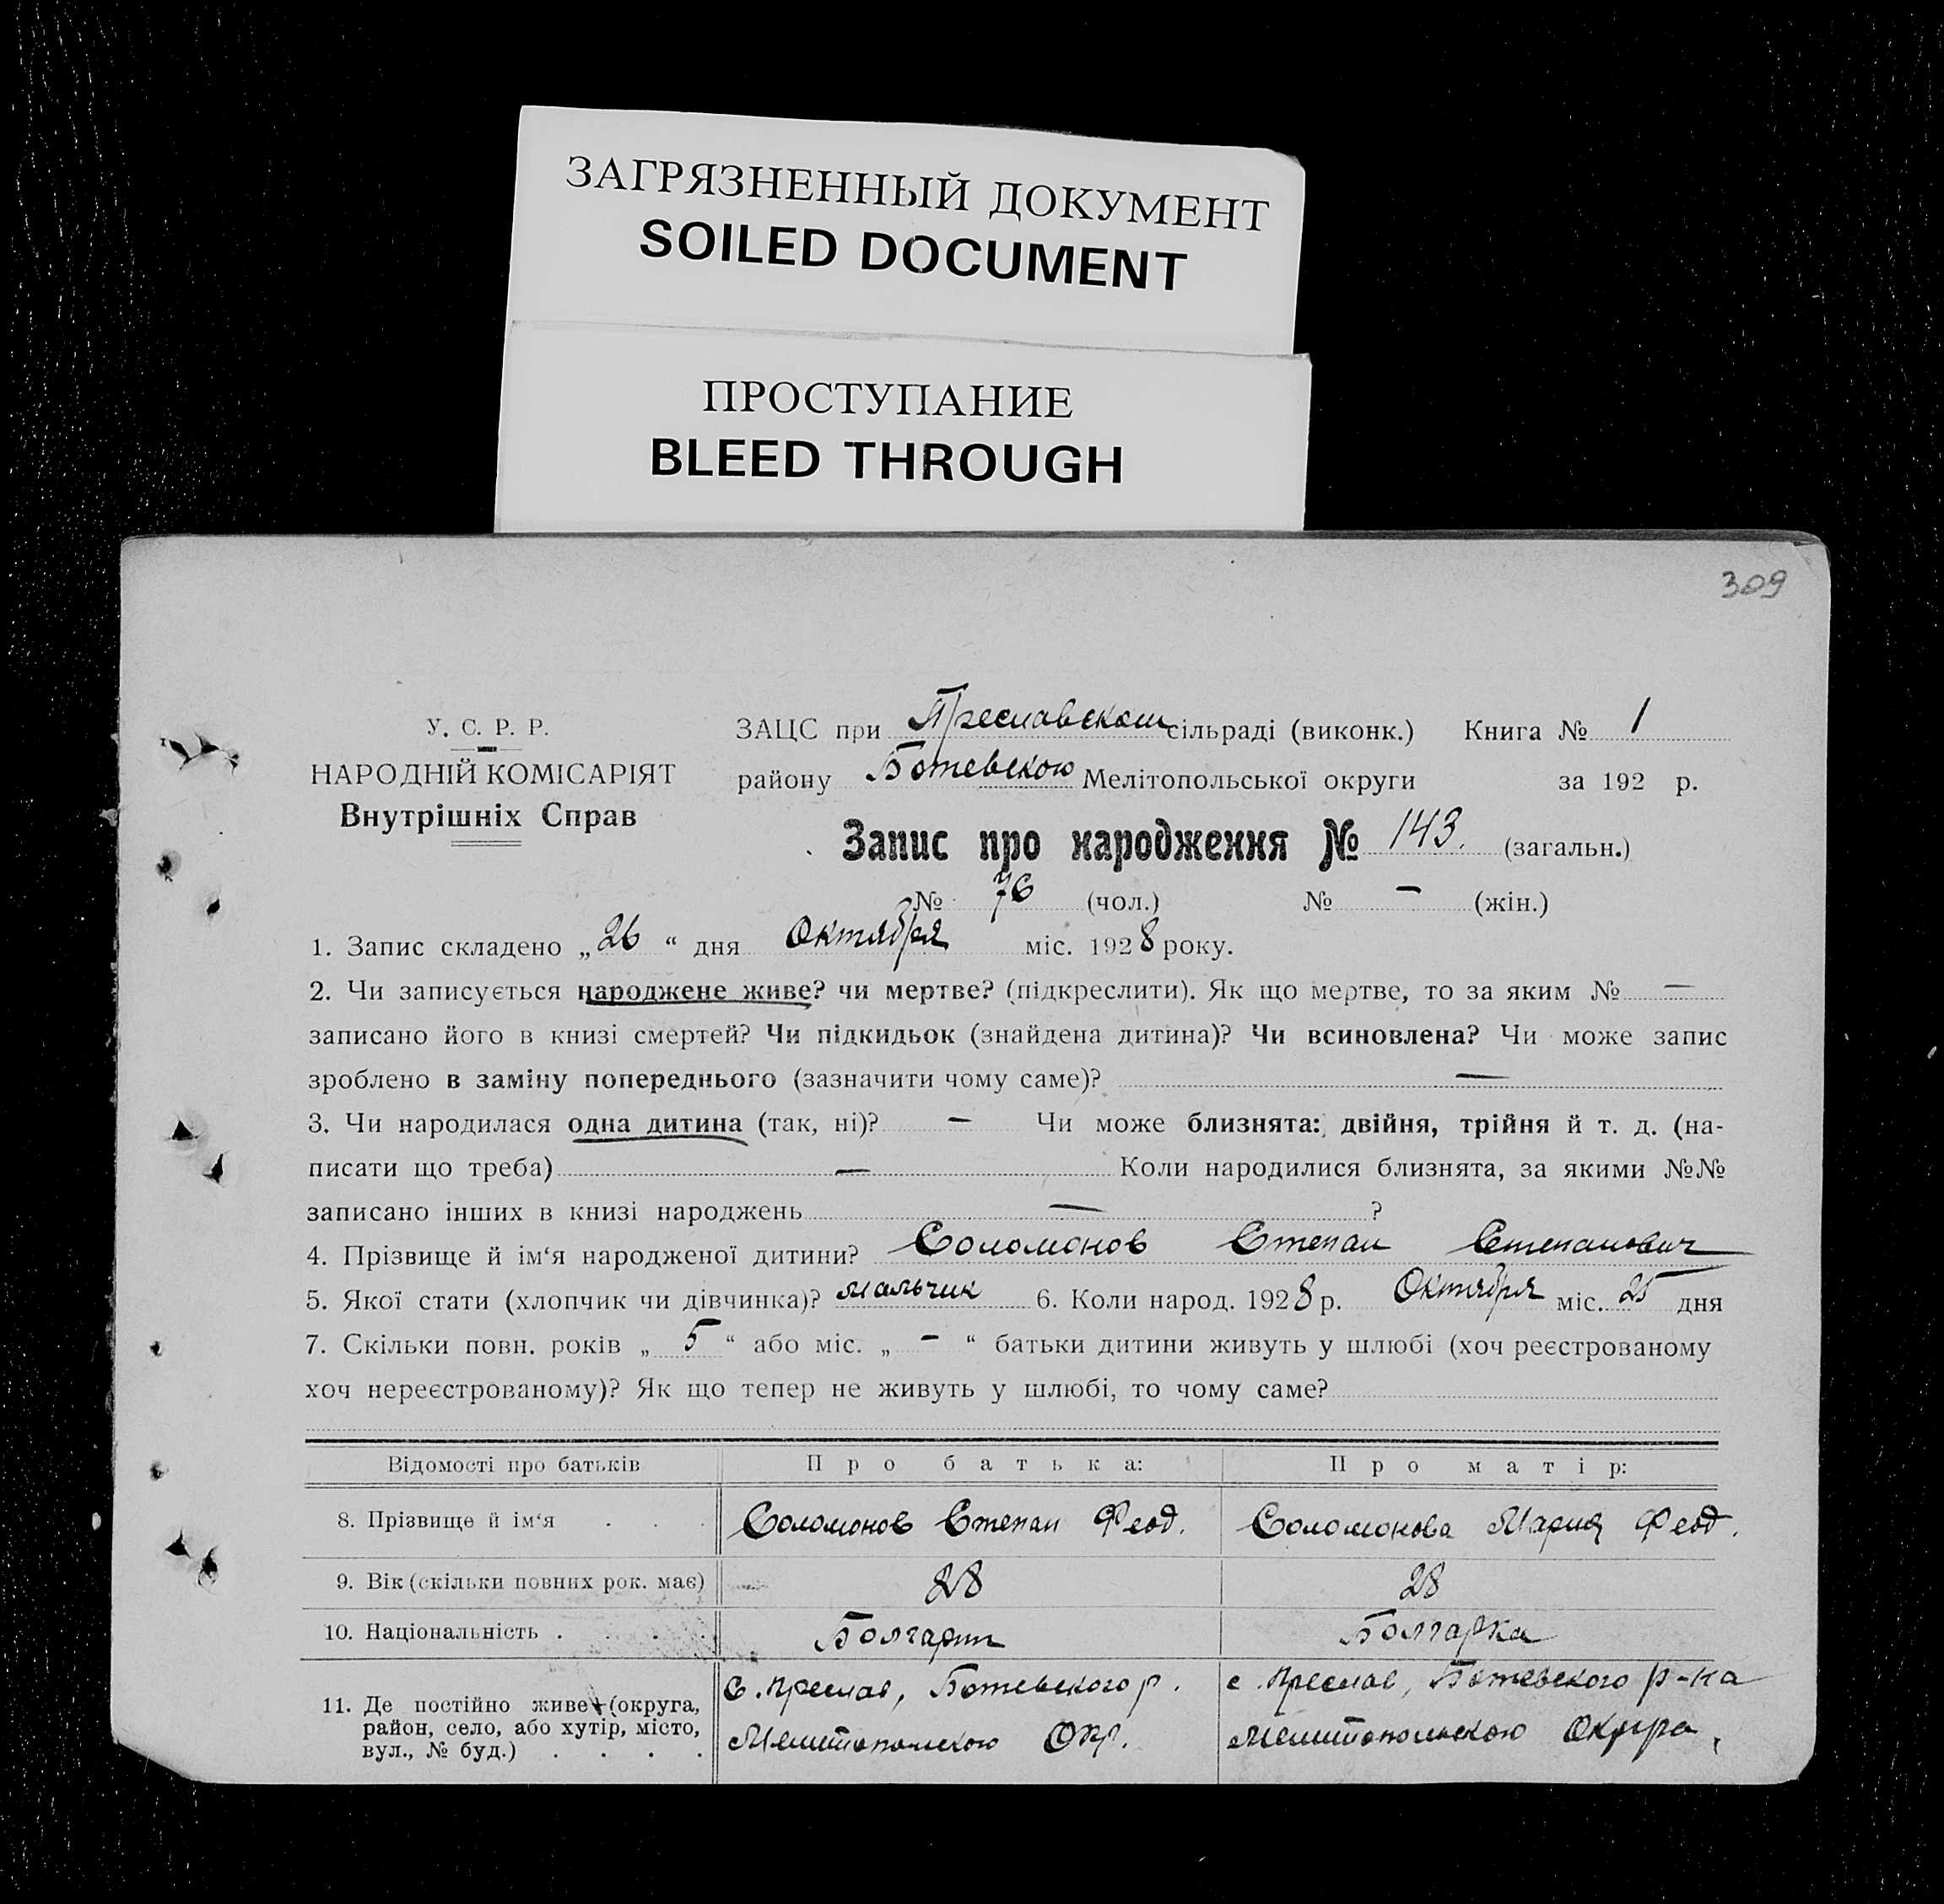 ЗАГРЯЗНЕННЫЙ ДОКУМЕНТ
SOILED DOCUMENT
ПРОСТУПАНИЕ
BLEED THROUGH
309
У. С. Р. Р.
НАРОДНІЙ КОМІСАРІЯТ
Внутрішніх Справ
ЗАЦС при Преславском сільраді (виконк.) Книга № 1
району Ботевского Мелітопольської округи за 192 р.
Запис про народження № 143. (загальн.)
№ 76 (чол.) № — (жін.)
1. Запис складено „26“ дня Октября міс. 1928 року.
2. Чи записується народжене живе? чи мертве? (підкреслити). Як що мертве, то за яким № —
записано його в книзі смертей? Чи підкидьок (знайдена дитина)? Чи всиновлена? Чи може запис
зроблено в заміну попереднього (зазначити чому саме)? —
3. Чи народилася одна дитина (так, ні)? — Чи може близнята: двійня, трійня й т. д. (на-
писати що треба) — Коли народилися близнята, за якими №№
записано інших в книзі народжень — ?
4. Прізвище й ім‘я народженої дитини? Соломонов Степан Степанович
5. Якої стати (хлопчик чи дівчинка)? мальчик 6. Коли народ. 1928 р. Октября міс. 25 дня
7. Скільки повн. років „ 5 “ або міс. „ — “ батьки дитини живуть у шлюбі (хоч реєстрованому
хоч нереєстрованому)? Як що тепер не живуть у шлюбі, то чому саме?
Відомості про батьків Про батька: Про матір:
8. Прізвище й ім‘я . . . Соломонов Степан Феод. Соломонова Мария Феод.
9. Вік (скільки повних рок. має) 28 28
10. Національність . . . . Болгарин Болгарка
11. Де постійно живе (округа,
район, село, або хутір, місто,
вул., № буд.) . . . .
С. Преслав, Ботевского р.
Мелитопольского Окр.
с. Преслав, Ботевского р-на
Мелитопольского Округа,